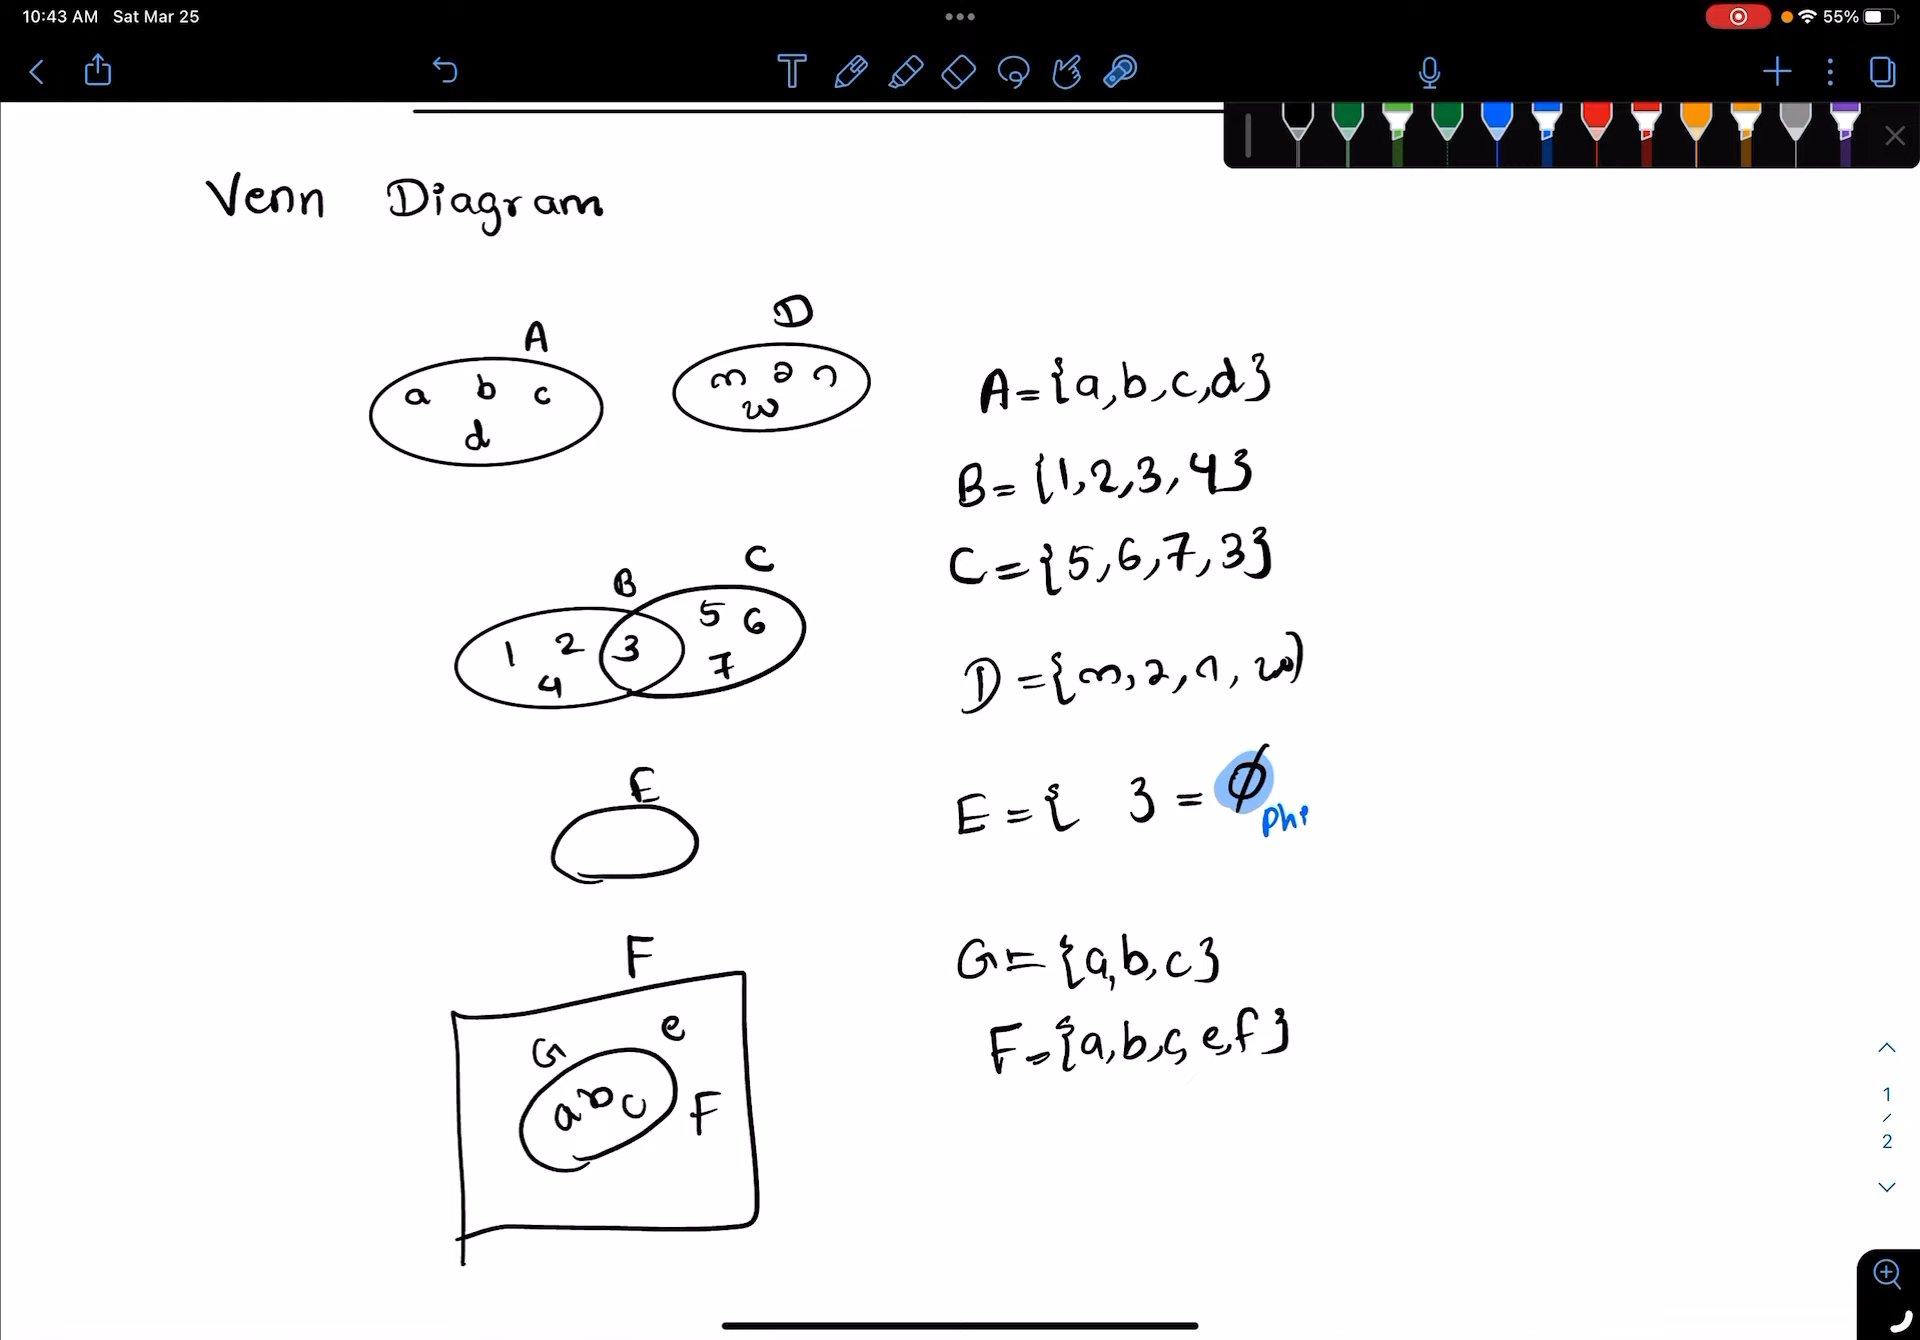 10:43 AM Sat Mar 25
55%
Venn Diagram
A
a b c
d
D
A={a,b,c,d}
B={1,2,3,4}
C={5,6,7,3}
B
C
1 2 3 5 6
4 7
E
E={ }=ϕ
Phi
F
G e
a b c F
G={a,b,c}
F={a,b,c,e,f}
1
/
2